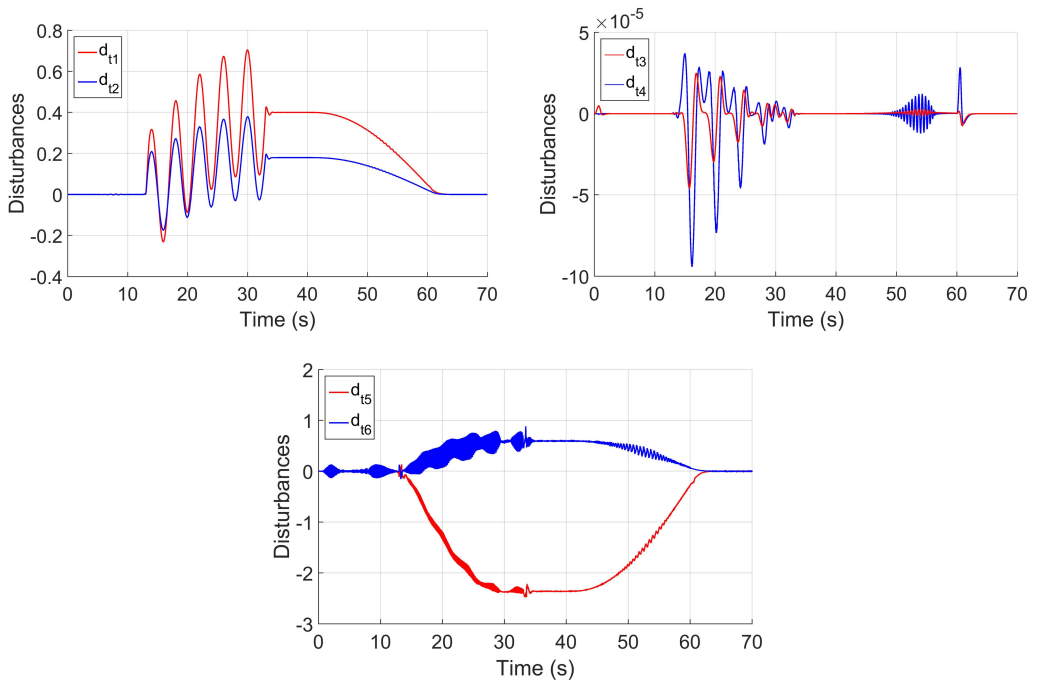 0.8
0.6
0.4
0.2
0
-0.2
-0.4
Disturbances
d_t1
d_t2
0 10 20 30 40 50 60 70
Time (s)
×10^-5
5
0
-5
-10
Disturbances
d_t3
d_t4
0 10 20 30 40 50 60 70
Time (s)
2
1
0
-1
-2
-3
Disturbances
d_t5
d_t6
0 10 20 30 40 50 60 70
Time (s)